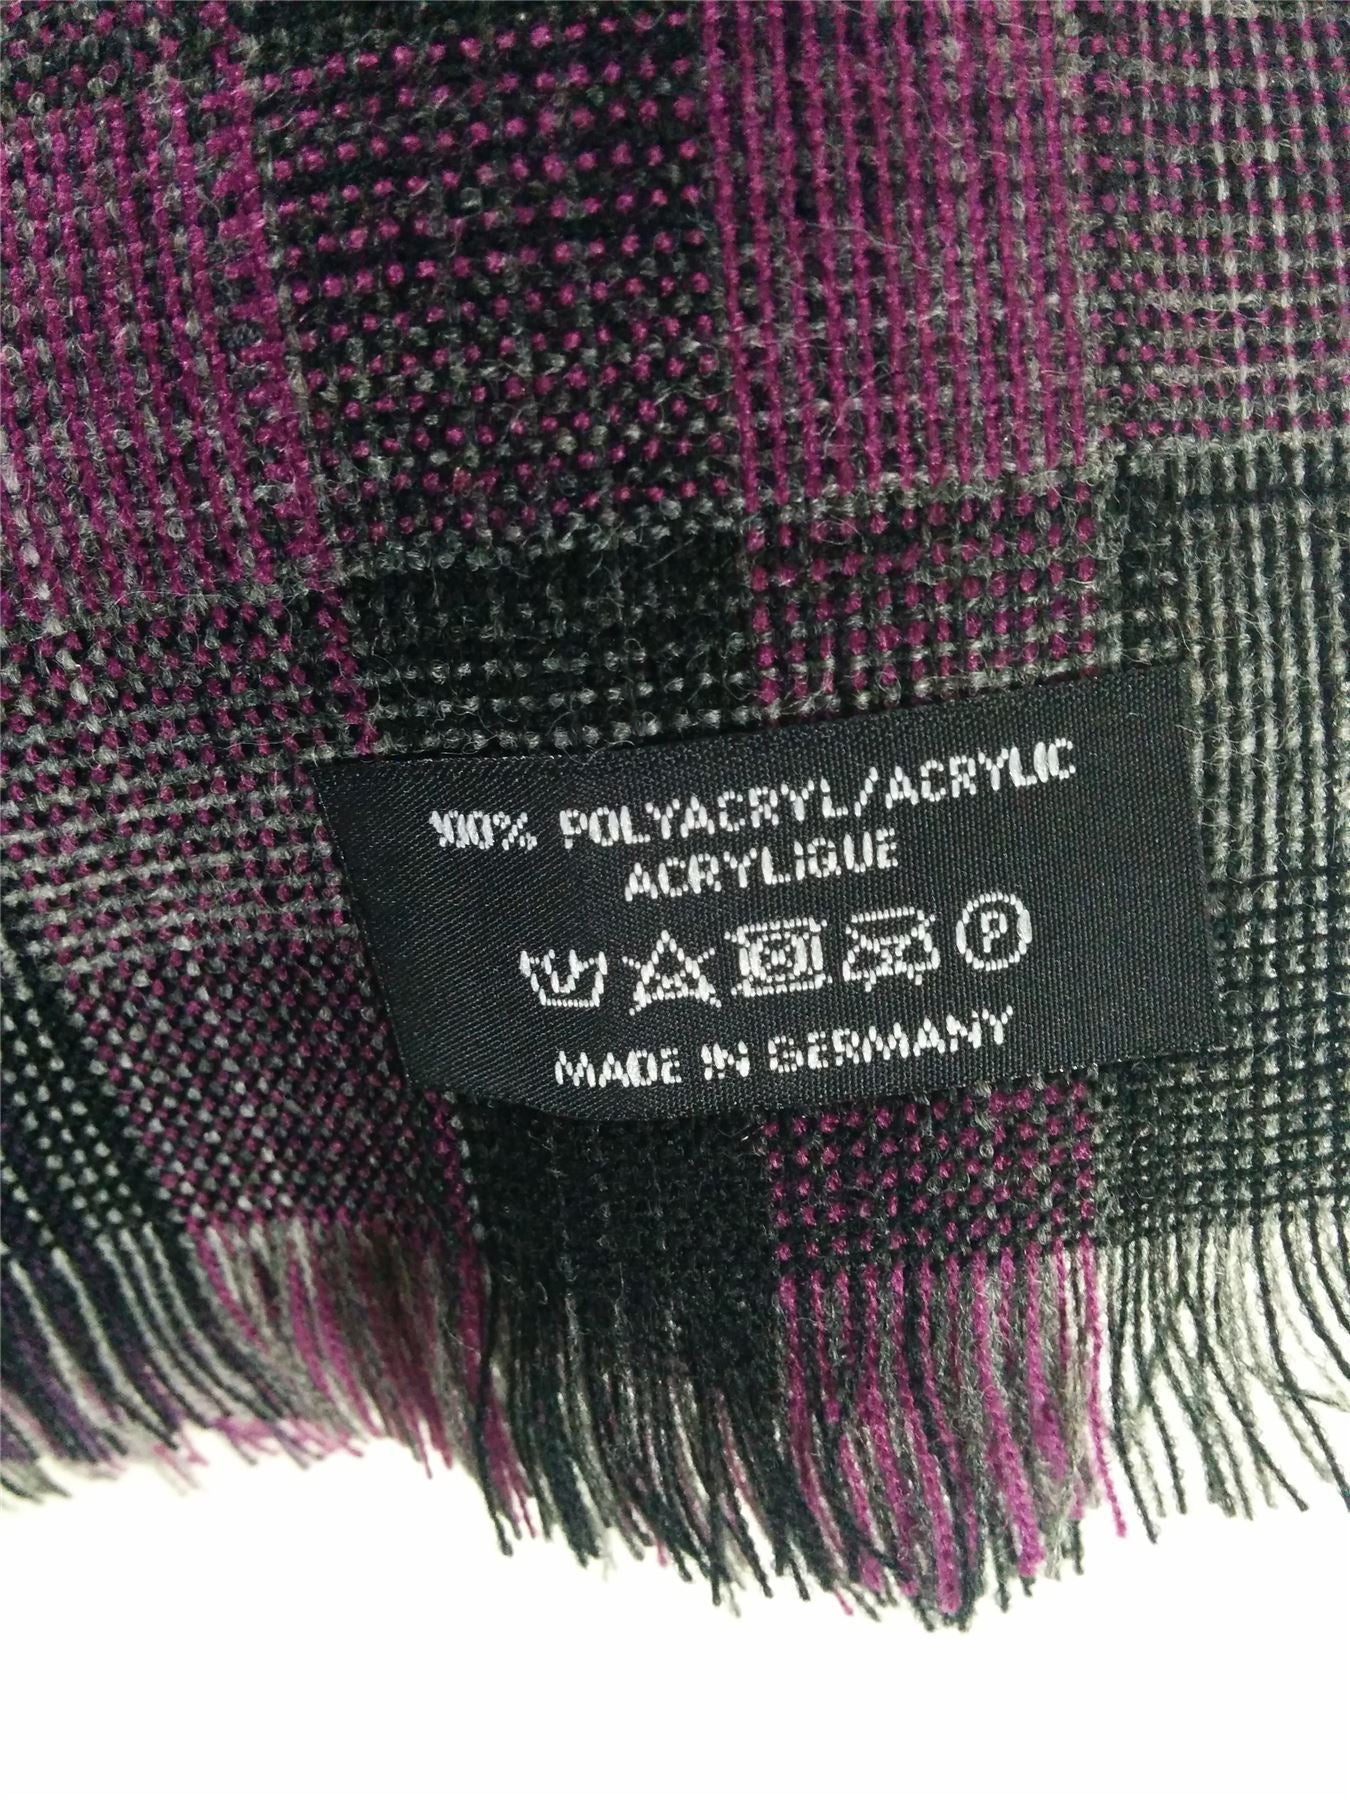 100% POLYACRYL/ACRYLIC
ACRYLIQUE
P
MADE IN GERMANY